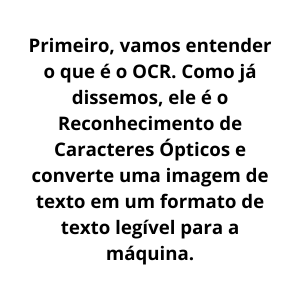 Primeiro, vamos entender
o que é o OCR. Como já
dissemos, ele é o
Reconhecimento de
Caracteres Ópticos e
converte uma imagem de
texto em um formato de
texto legível para a
máquina.